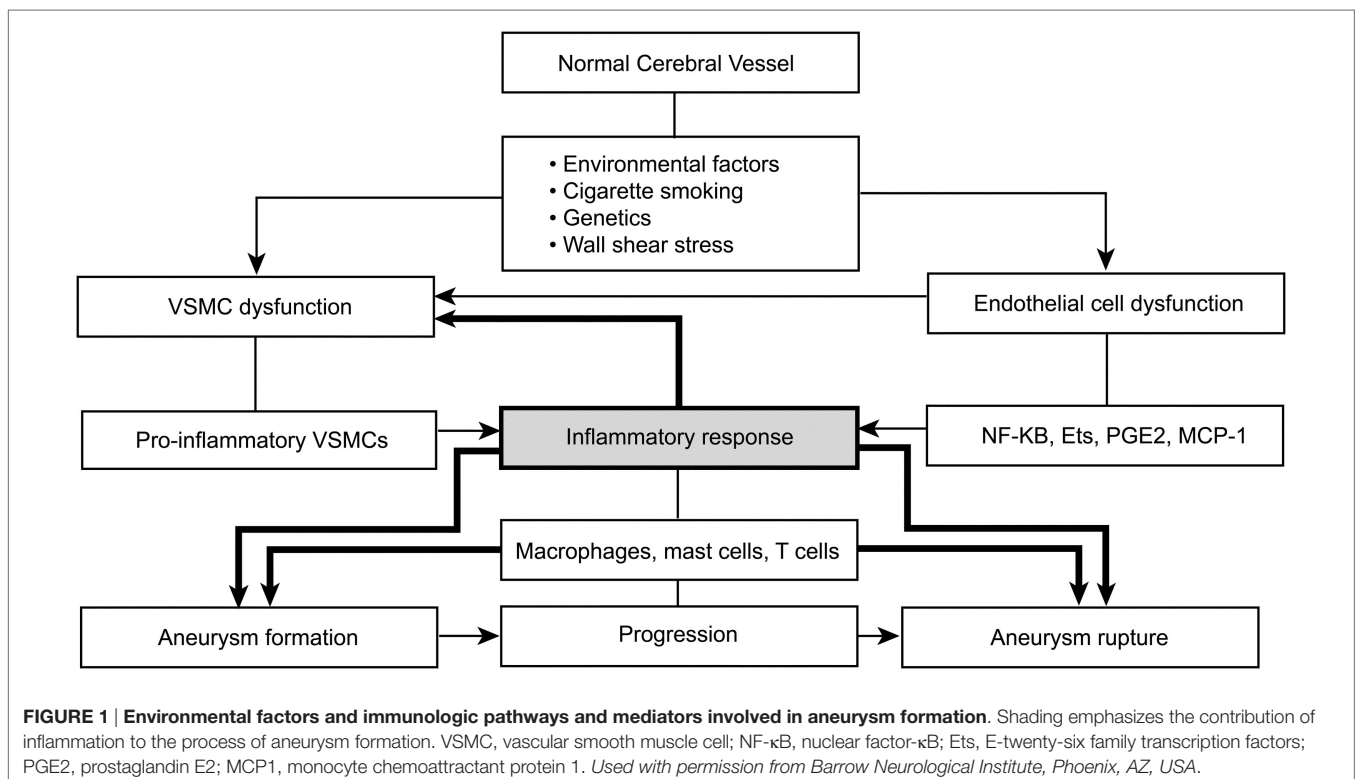 Normal Cerebral Vessel
• Environmental factors
• Cigarette smoking
• Genetics
• Wall shear stress
VSMC dysfunction
Endothelial cell dysfunction
Pro-inflammatory VSMCs
Inflammatory response
NF-KB, Ets, PGE2, MCP-1
Macrophages, mast cells, T cells
Aneurysm formation
Progression
Aneurysm rupture
FIGURE 1 | Environmental factors and immunologic pathways and mediators involved in aneurysm formation. Shading emphasizes the contribution of
inflammation to the process of aneurysm formation. VSMC, vascular smooth muscle cell; NF-κB, nuclear factor-κB; Ets, E-twenty-six family transcription factors;
PGE2, prostaglandin E2; MCP1, monocyte chemoattractant protein 1. Used with permission from Barrow Neurological Institute, Phoenix, AZ, USA.